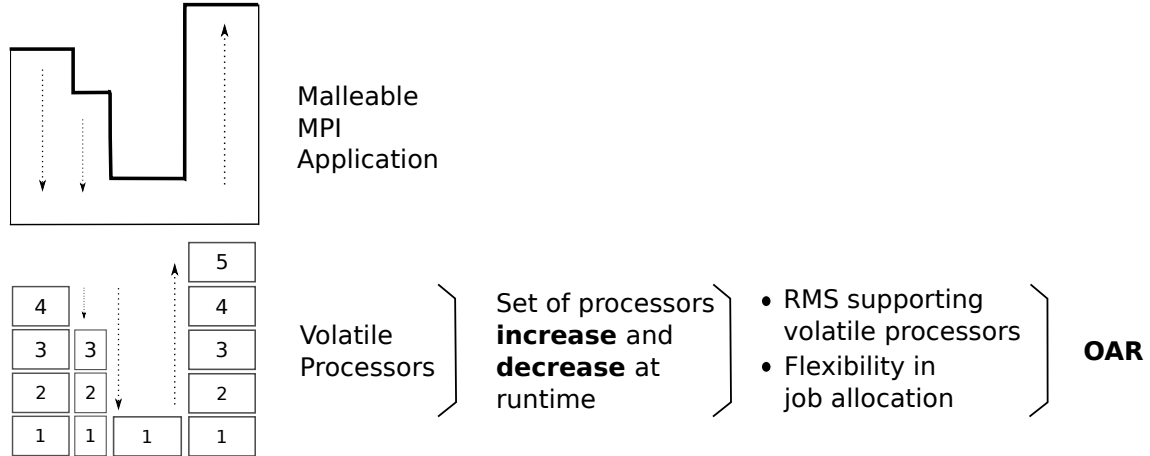 Malleable
MPI
Application
5
4 4
3 3 3
2 2 2
1 1 1 1
Volatile
Processors
Set of processors
increase and
decrease at
runtime
• RMS supporting
volatile processors
• Flexibility in
job allocation
OAR